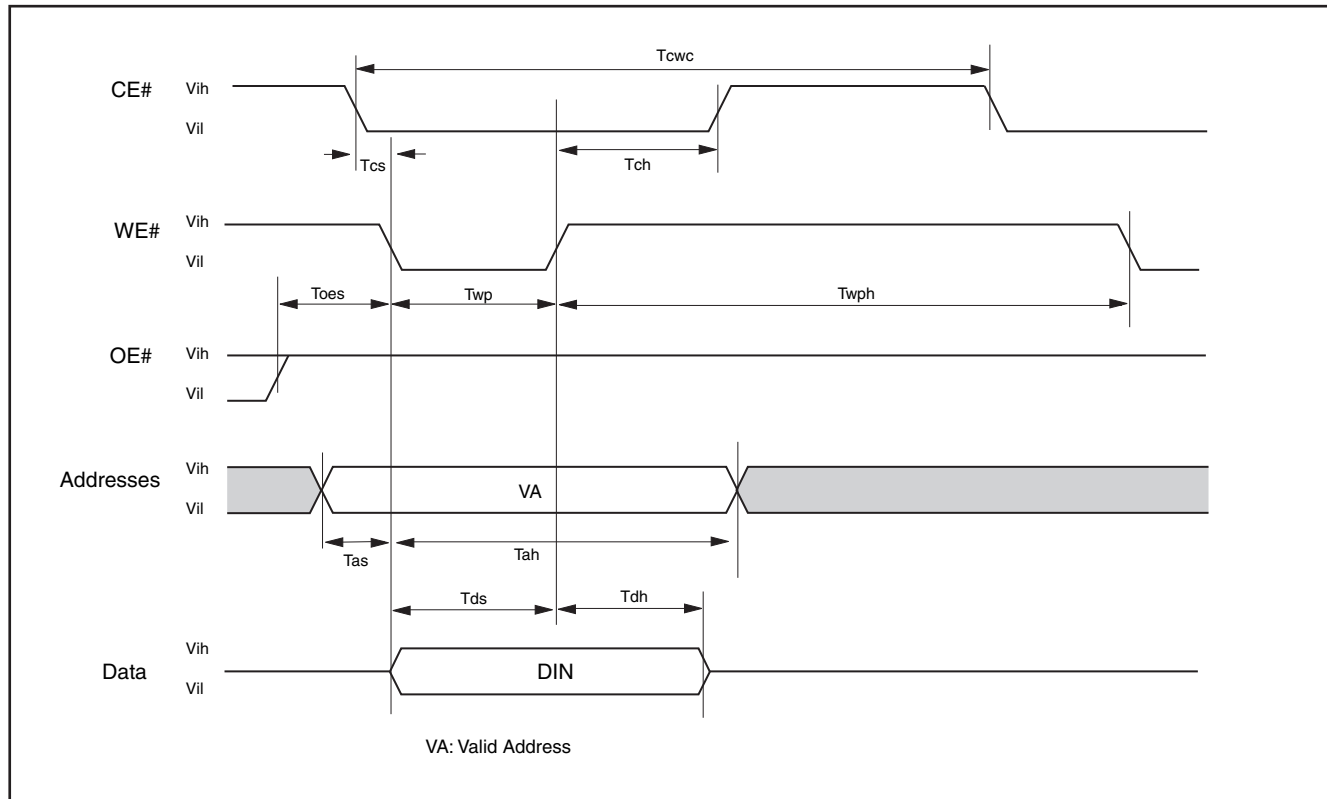 Tcwc
CE# Vih
Vil
Tcs Tch
WE# Vih
Vil
Toes Twp Twph
OE# Vih
Vil
Addresses Vih
VA
Vil
Tas Tah
Tds Tdh
Data Vih
DIN
Vil
VA: Valid Address